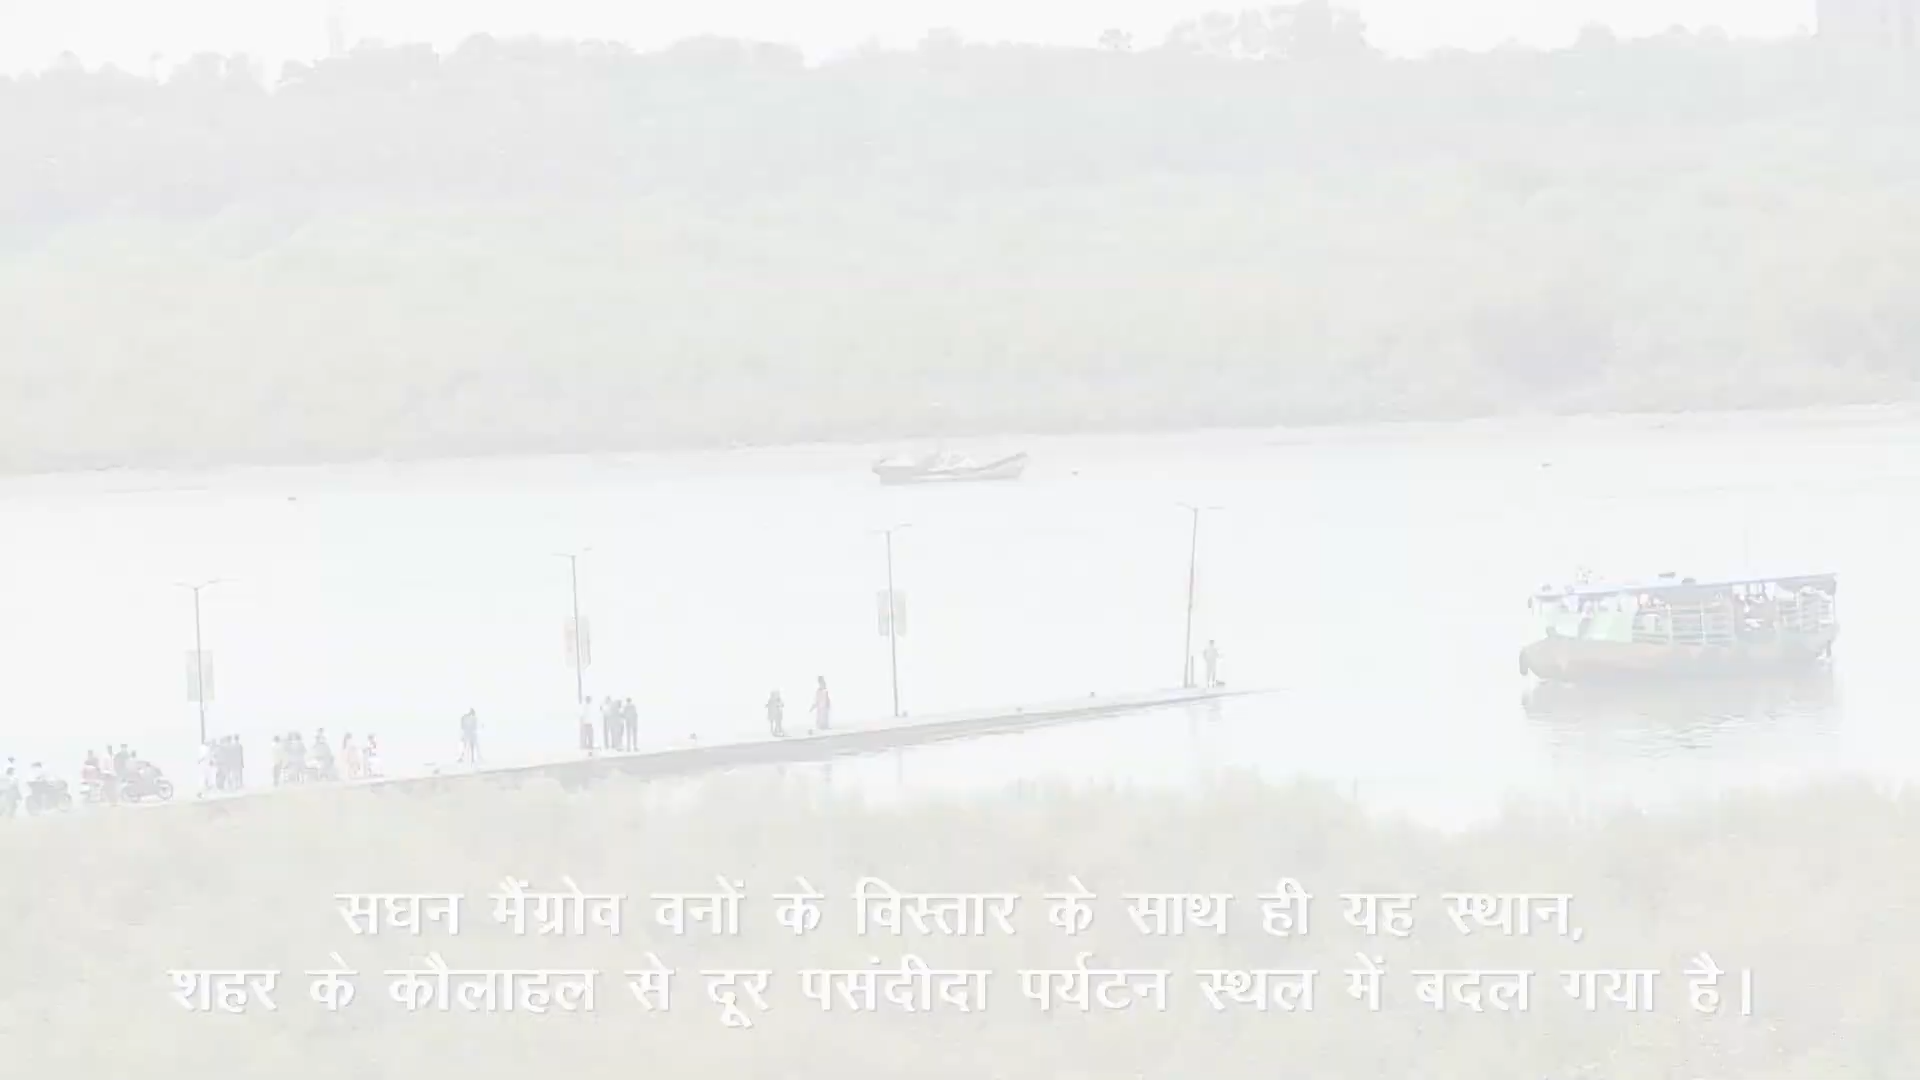 सघन मैंग्रोव वनों के विस्तार के साथ ही यह स्थान,
शहर के कौलाहल से दूर पसंदीदा पर्यटन स्थल में बदल गया है।